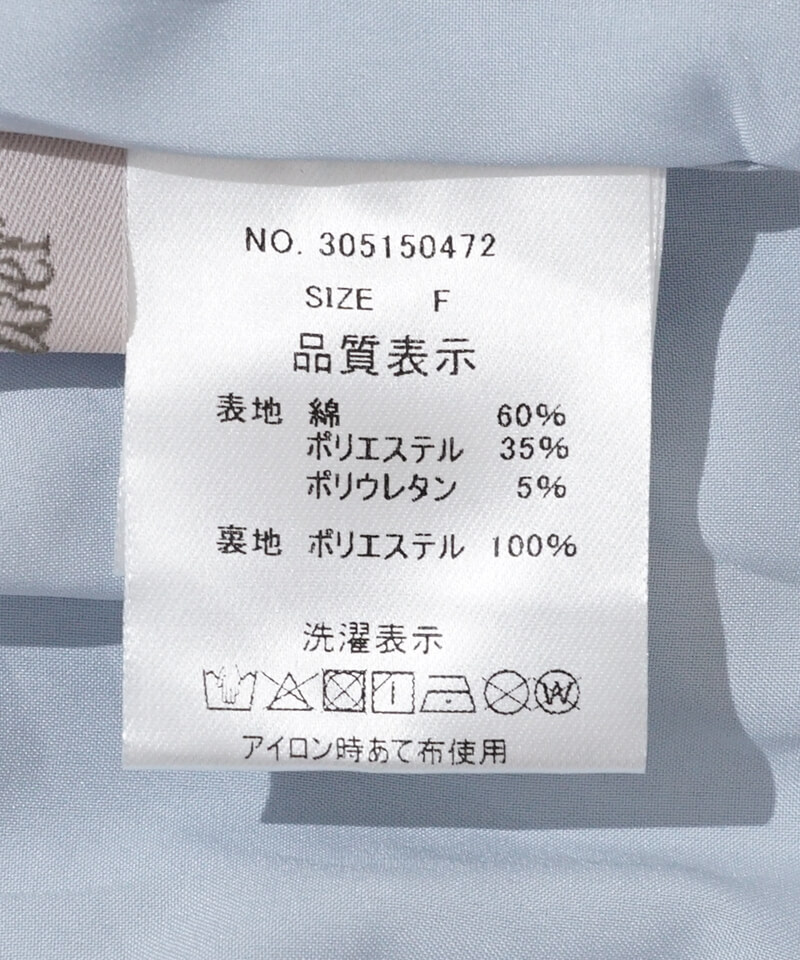 NO. 305150472
SIZE F
品質表示
表地 綿 60%
ポリエステル 35%
ポリウレタン 5%
裏地 ポリエステル 100%
洗濯表示
W
アイロン時あて布使用